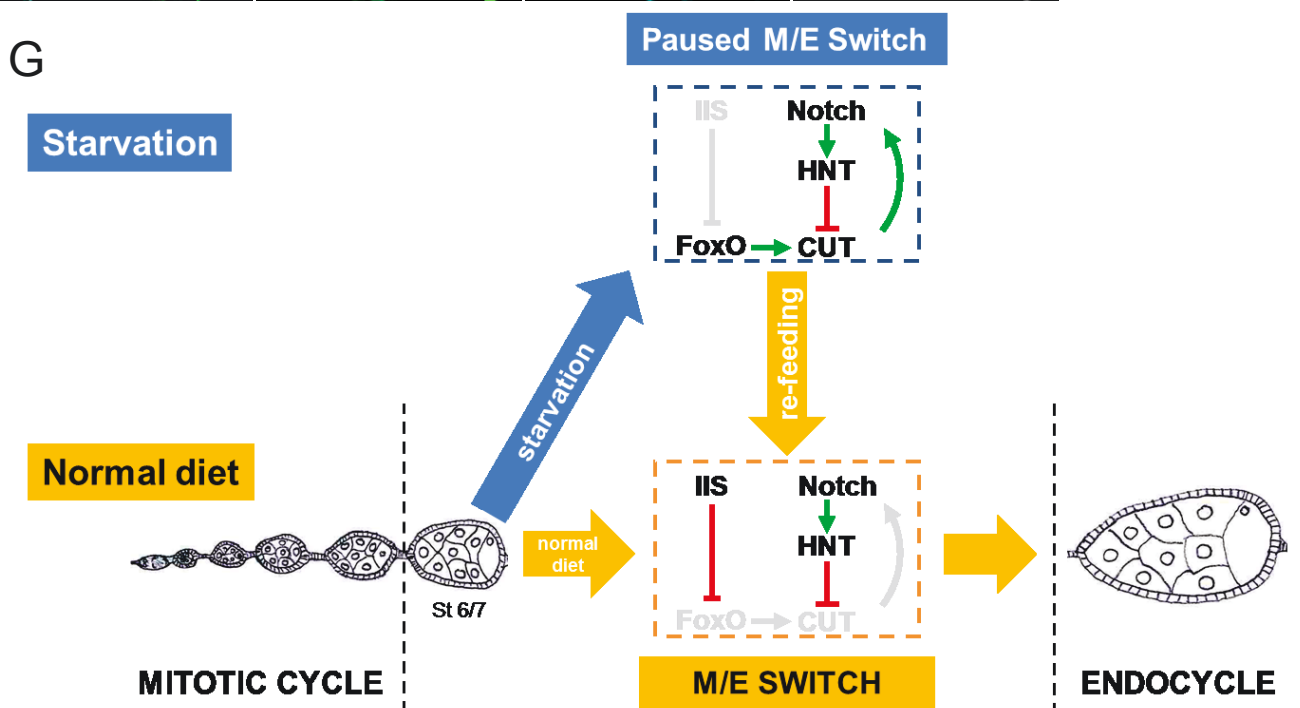 G
Paused M/E Switch
Starvation
IIS Notch
HNT
FoxO CUT
starvation
re-feeding
Normal diet
IIS Notch
normal
diet
HNT
FoxO CUT
St 6/7
MITOTIC CYCLE
M/E SWITCH
ENDOCYCLE